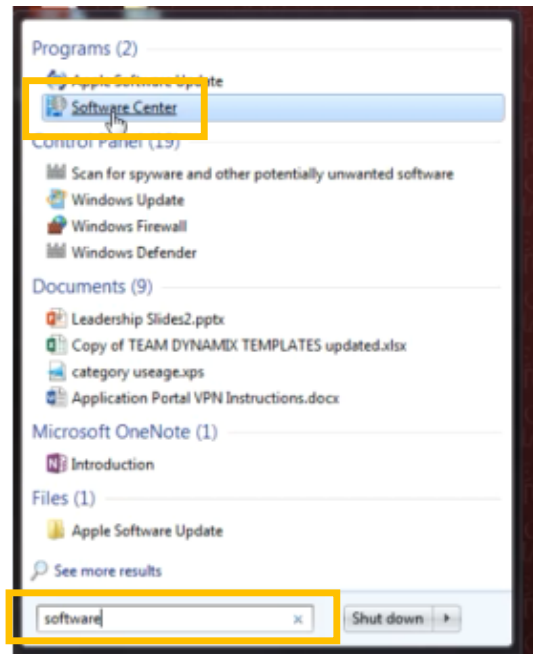 Programs (2)
Apple Software Update
Software Center
Control Panel (19)
Scan for spyware and other potentially unwanted software
Windows Update
Windows Firewall
Windows Defender
Documents (9)
Leadership Slides2.pptx
Copy of TEAM DYNAMIX TEMPLATES updated.xlsx
category useage.xps
Application Portal VPN Instructions.docx
Microsoft OneNote (1)
Introduction
Files (1)
Apple Software Update
See more results
software
Shut down